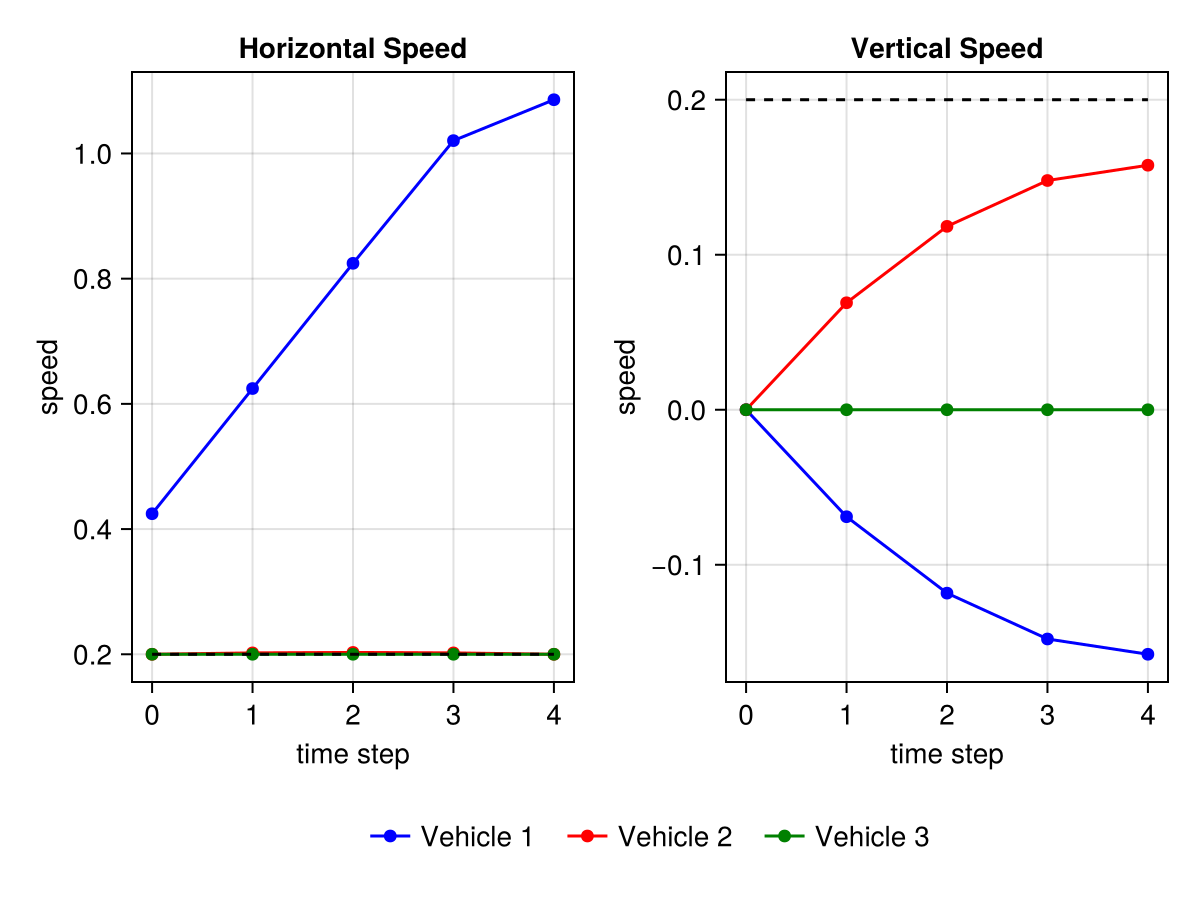 Horizontal Speed
speed
1.0
0.8
0.6
0.4
0.2
0 1 2 3 4
time step
Vertical Speed
speed
0.2
0.1
0.0
−0.1
0 1 2 3 4
time step
Vehicle 1 Vehicle 2 Vehicle 3